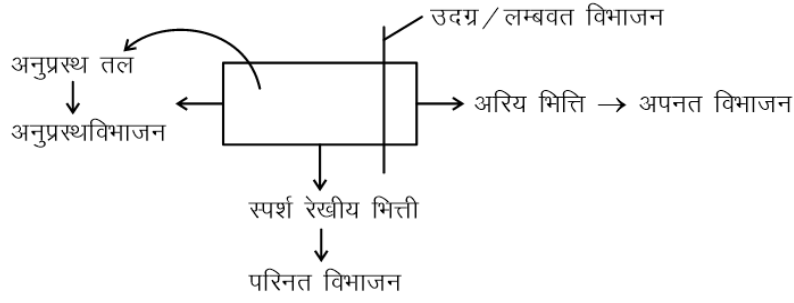 उदग्र/लम्बवत विभाजन
अनुप्रस्थ तल
अनुप्रस्थविभाजन
अरिय भित्ति → अपनत विभाजन
स्पर्श रेखीय भित्ती
परिनत विभाजन